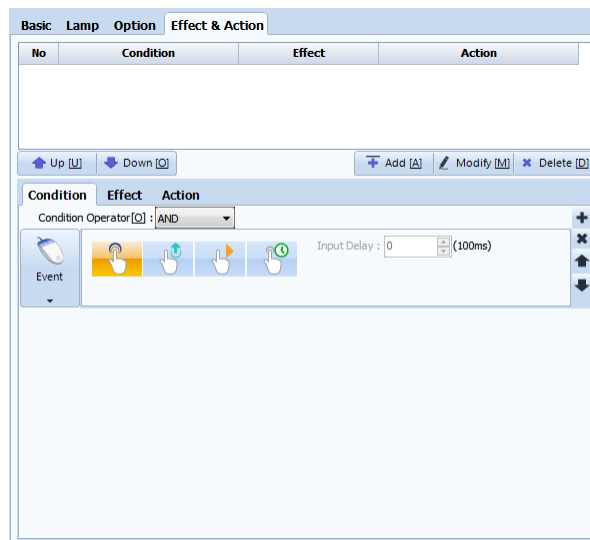 Basic Lamp Option Effect & Action
No Condition Effect Action
Up [U] Down [O] Add [A] Modify [M] Delete [D]
Condition Effect Action
Condition Operator[O] : AND
Event Input Delay : 0 (100ms)